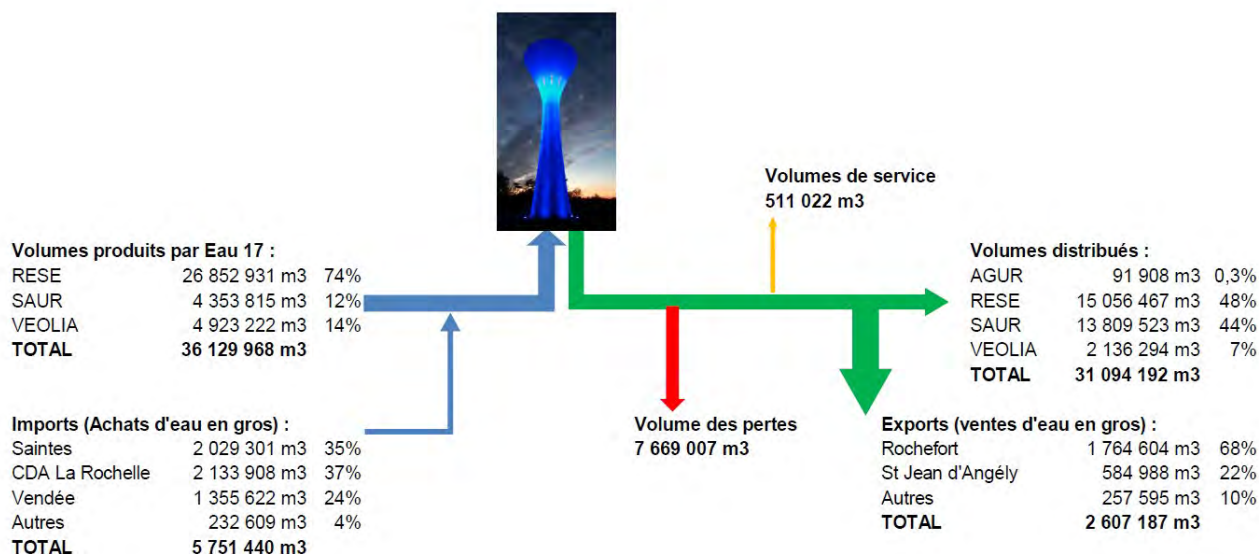 Volumes de service
511 022 m3
Volumes produits par Eau 17 :
RESE 26 852 931 m3 74%
SAUR 4 353 815 m3 12%
VEOLIA 4 923 222 m3 14%
TOTAL 36 129 968 m3
Volumes distribués :
AGUR 91 908 m3 0,3%
RESE 15 056 467 m3 48%
SAUR 13 809 523 m3 44%
VEOLIA 2 136 294 m3 7%
TOTAL 31 094 192 m3
Imports (Achats d'eau en gros) :
Saintes 2 029 301 m3 35%
CDA La Rochelle 2 133 908 m3 37%
Vendée 1 355 622 m3 24%
Autres 232 609 m3 4%
TOTAL 5 751 440 m3
Volume des pertes
7 669 007 m3
Exports (ventes d'eau en gros) :
Rochefort 1 764 604 m3 68%
St Jean d'Angély 584 988 m3 22%
Autres 257 595 m3 10%
TOTAL 2 607 187 m3